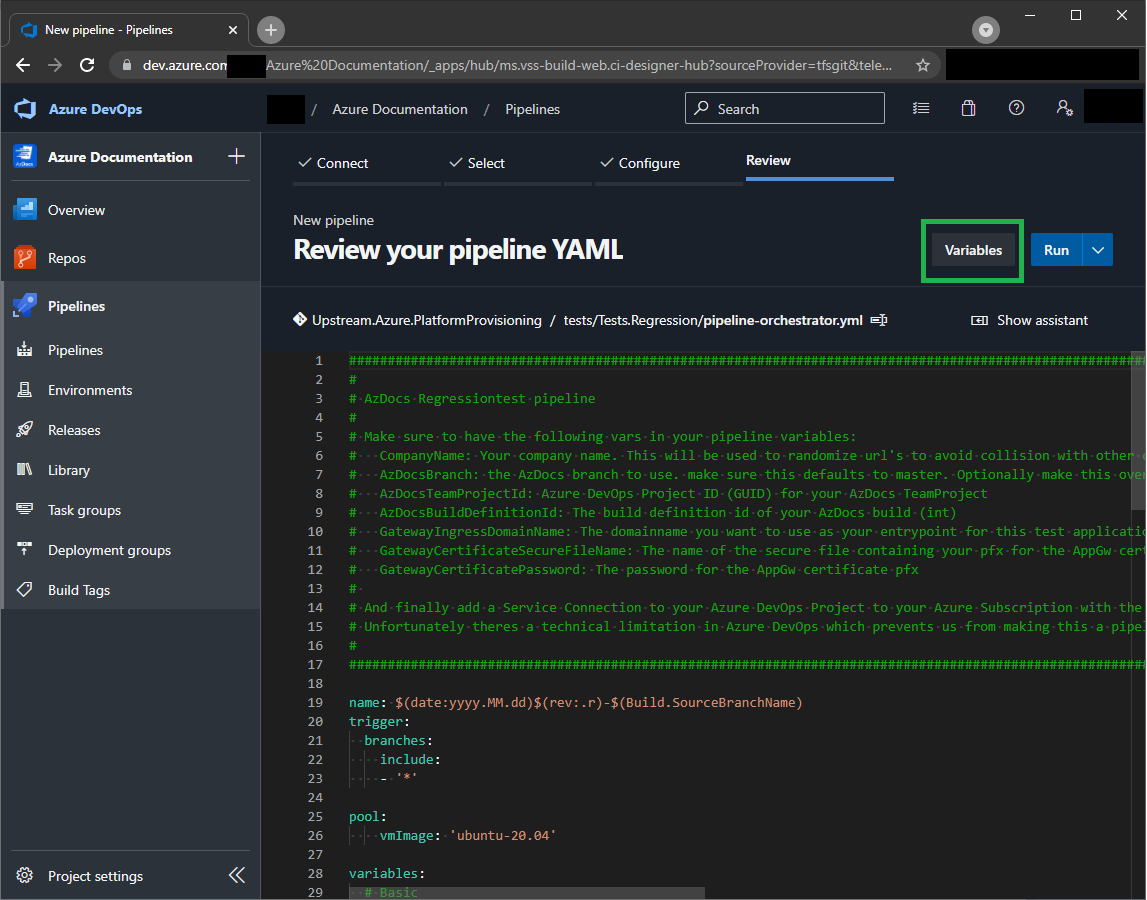 New pipeline - Pipelines
dev.azure.com Azure%20Documentation/_apps/hub/ms.vss-build-web.ci-designer-hub?sourceProvider=tfsgit&tele...
Azure DevOps
/ Azure Documentation / Pipelines
Search
Azure Documentation
Overview
Repos
Pipelines
Pipelines
Environments
Releases
Library
Task groups
Deployment groups
Build Tags
Project settings
Connect
Select
Configure
Review
New pipeline
Review your pipeline YAML
Variables
Run
Upstream.Azure.PlatformProvisioning / tests/Tests.Regression/pipeline-orchestrator.yml
Show assistant
1 #######################################################################################################
2 #
3 # AzDocs Regressiontest pipeline
4 #
5 # Make sure to have the following vars in your pipeline variables:
6 #   CompanyName: Your company name. This will be used to randomize url's to avoid collision with other
7 #   AzDocsBranch: the AzDocs branch to use. make sure this defaults to master. Optionally make this over
8 #   AzDocsTeamProjectId: Azure DevOps Project ID (GUID) for your AzDocs TeamProject
9 #   AzDocsBuildDefinitionId: The build definition id of your AzDocs build (int)
10 #   GatewayIngressDomainName: The domainname you want to use as your entrypoint for this test applicatio
11 #   GatewayCertificateSecureFileName: The name of the secure file containing your pfx for the AppGw cert
12 #   GatewayCertificatePassword: The password for the AppGw certificate pfx
13 #
14 # And finally add a Service Connection to your Azure DevOps Project to your Azure Subscription with the
15 # Unfortunately theres a technical limitation in Azure DevOps which prevents us from making this a pipel
16 #
17 #######################################################################################################
18
19 name: $(date:yyyy.MM.dd)$(rev:.r)-$(Build.SourceBranchName)
20 trigger:
21   branches:
22     include:
23     - '*'
24
25 pool:
26     vmImage: 'ubuntu-20.04'
27
28 variables:
29   # Basic